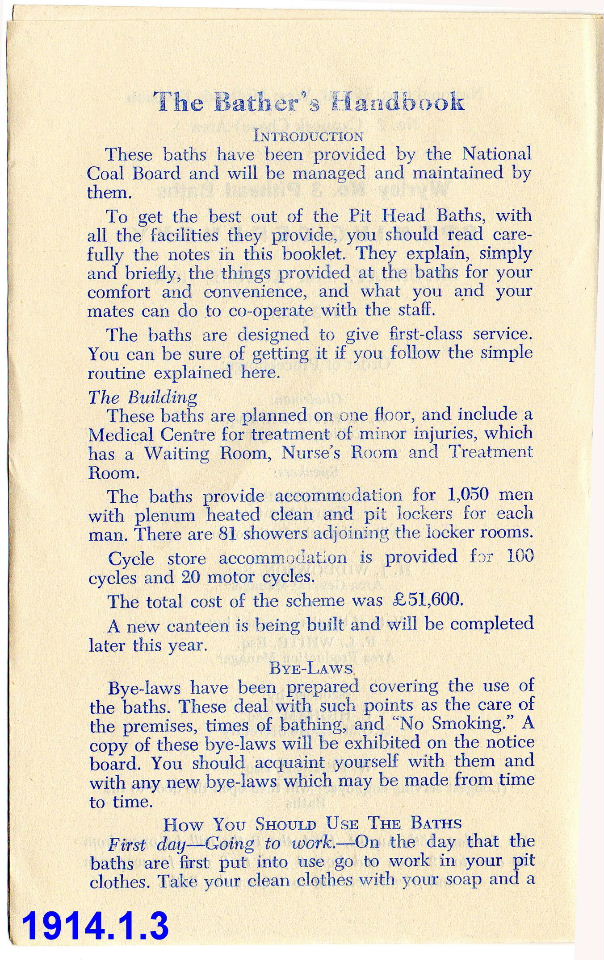 The Bather's Handbook
INTRODUCTION
These baths have been provided by the National
Coal Board and will be managed and maintained by
them.
To get the best out of the Pit Head Baths, with
all the facilities they provide, you should read care-
fully the notes in this booklet. They explain, simply
and briefly, the things provided at the baths for your
comfort and convenience, and what you and your
mates can do to co-operate with the staff.
The baths are designed to give first-class service.
You can be sure of getting it if you follow the simple
routine explained here.
The Building
These baths are planned on one floor, and include a
Medical Centre for treatment of minor injuries, which
has a Waiting Room, Nurse's Room and Treatment
Room.
The baths provide accommodation for 1,050 men
with plenum heated clean and pit lockers for each
man. There are 81 showers adjoining the locker rooms.
Cycle store accommodation is provided for 100
cycles and 20 motor cycles.
The total cost of the scheme was £51,600.
A new canteen is being built and will be completed
later this year.
BYE-LAWS
Bye-laws have been prepared covering the use of
the baths. These deal with such points as the care of
the premises, times of bathing, and "No Smoking." A
copy of these bye-laws will be exhibited on the notice
board. You should acquaint yourself with them and
with any new bye-laws which may be made from time
to time.
HOW YOU SHOULD USE THE BATHS
First day—Going to work.—On the day that the
baths are first put into use go to work in your pit
clothes. Take your clean clothes with your soap and a
1914.1.3